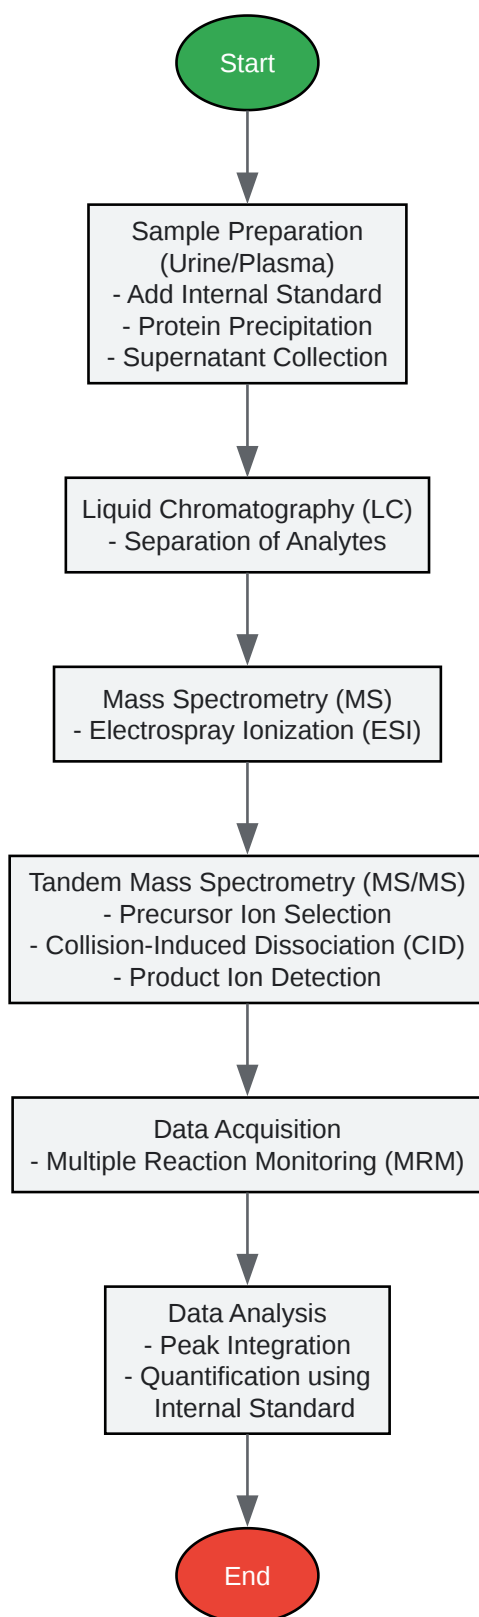 Start
Sample Preparation
(Urine/Plasma)
- Add Internal Standard
- Protein Precipitation
- Supernatant Collection
Liquid Chromatography (LC)
- Separation of Analytes
Mass Spectrometry (MS)
- Electrospray Ionization (ESI)
Tandem Mass Spectrometry (MS/MS)
- Precursor Ion Selection
- Collision-Induced Dissociation (CID)
- Product Ion Detection
Data Acquisition
- Multiple Reaction Monitoring (MRM)
Data Analysis
- Peak Integration
- Quantification using
Internal Standard
End